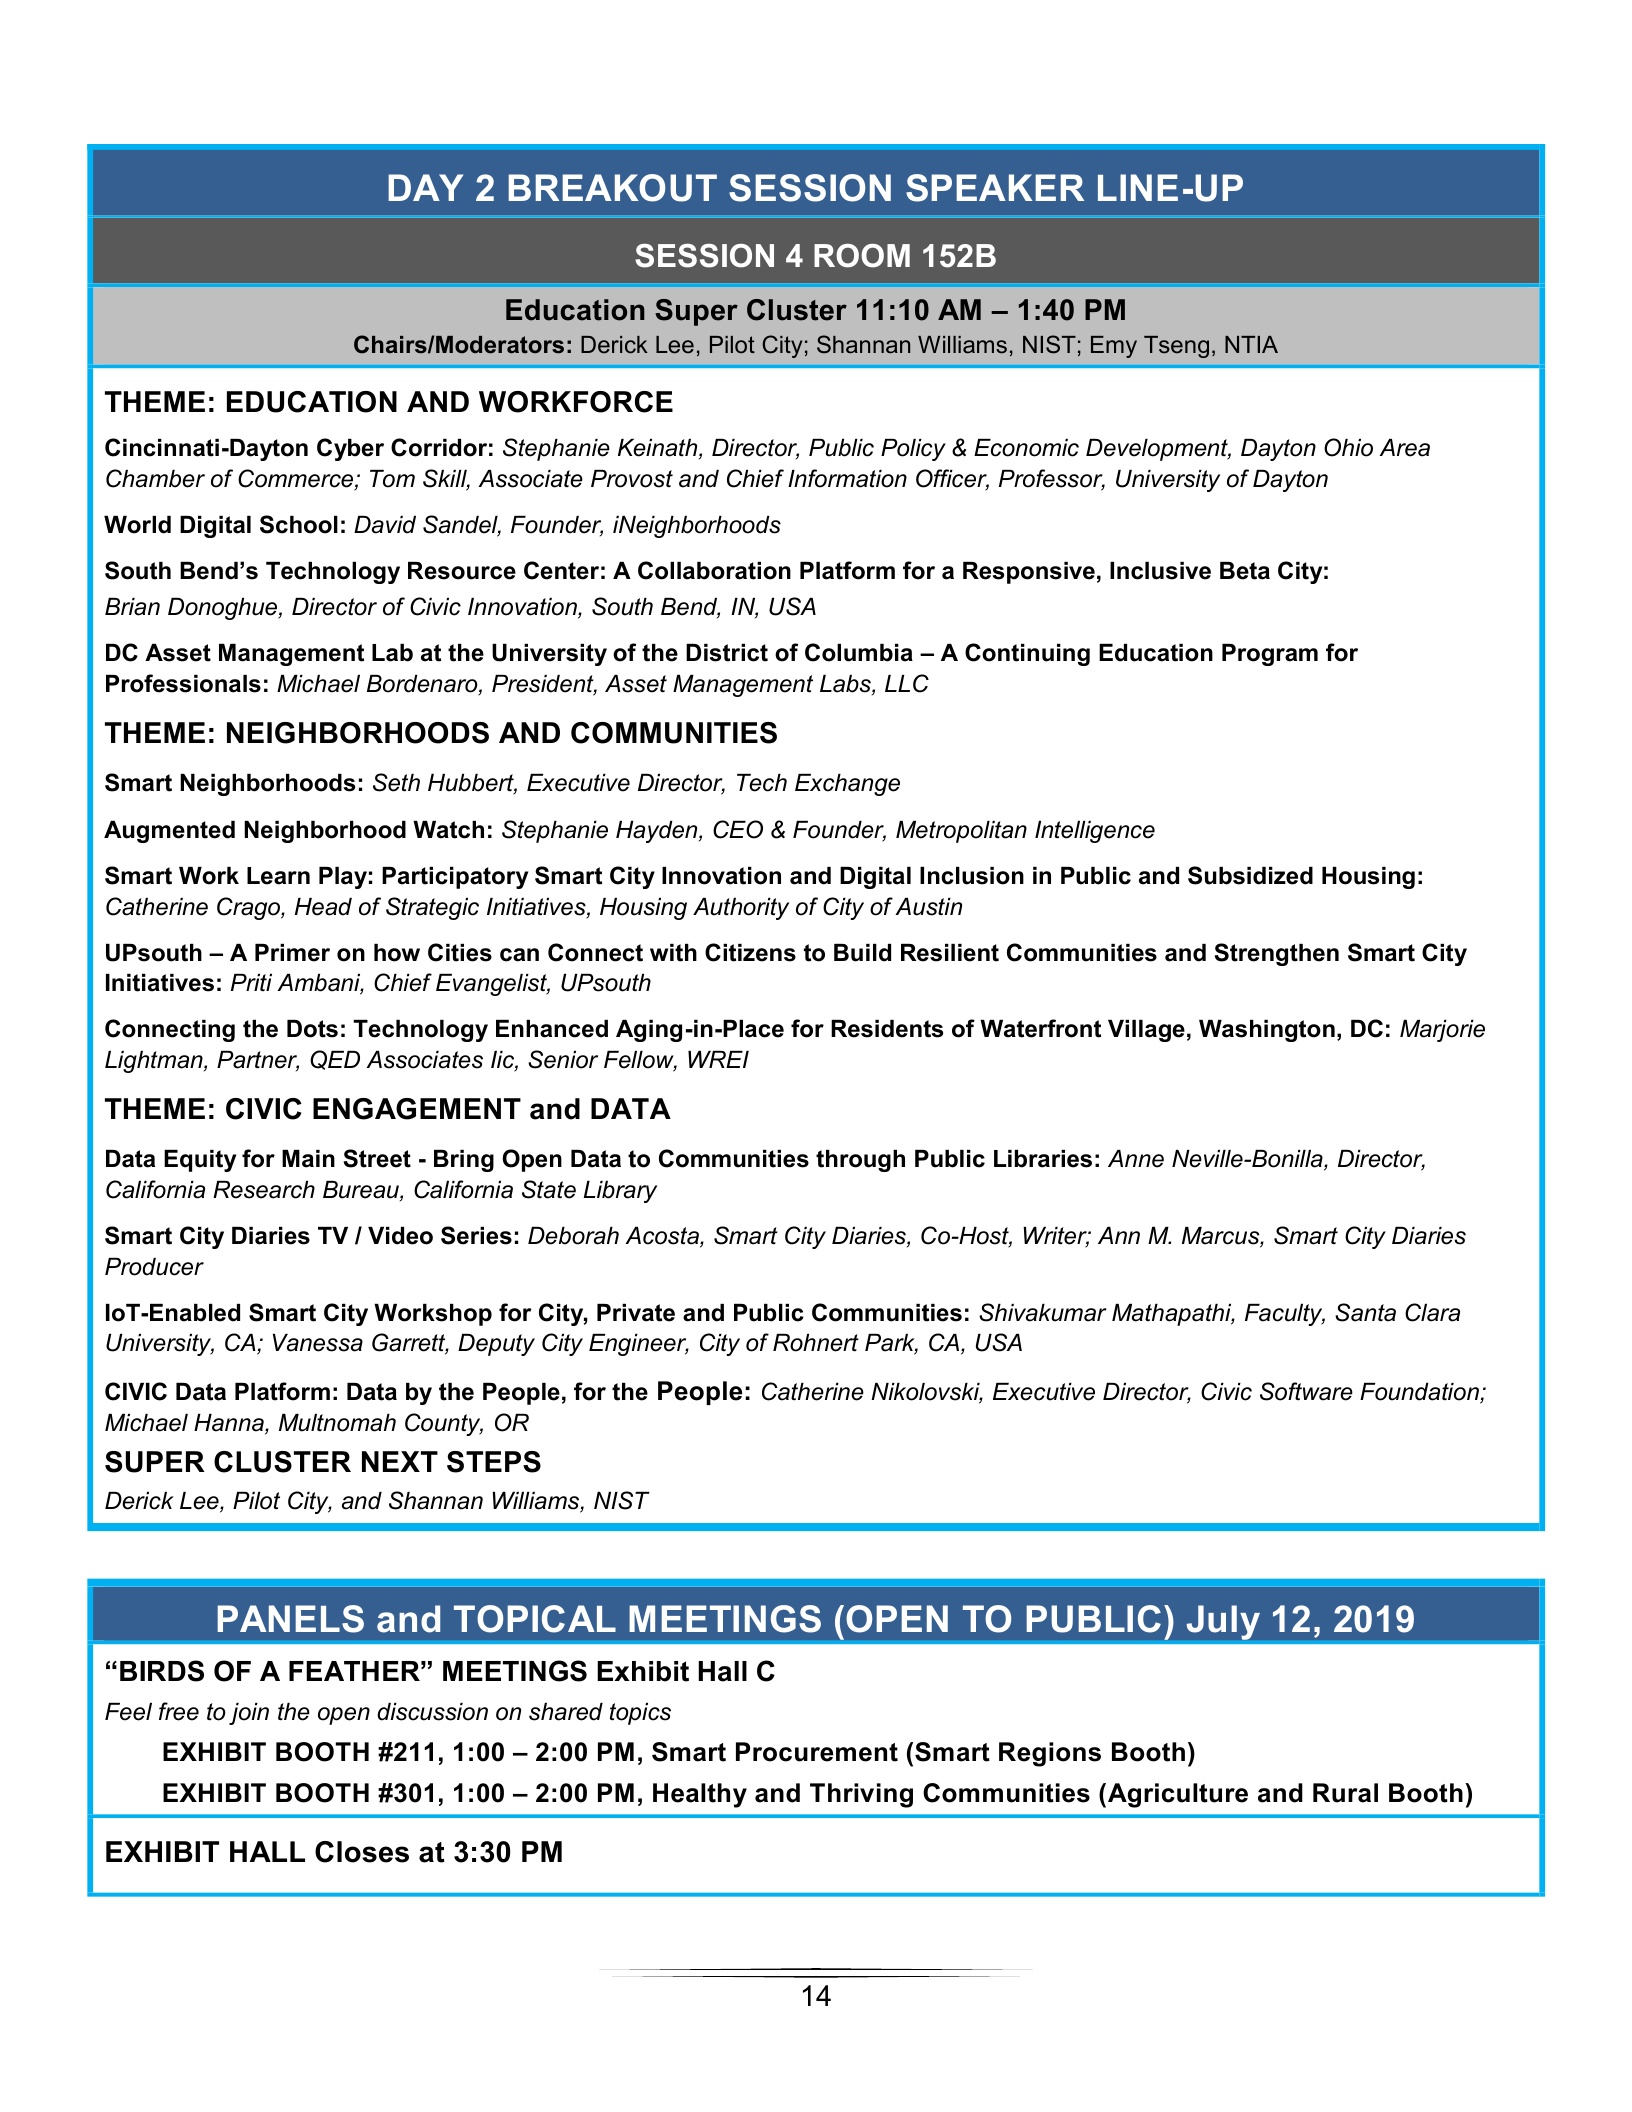 DAY 2 BREAKOUT SESSION SPEAKER LINE-UP
SESSION 4 ROOM 152B
Education Super Cluster 11:10 AM – 1:40 PM
Chairs/Moderators: Derick Lee, Pilot City; Shannan Williams, NIST; Emy Tseng, NTIA
THEME: EDUCATION AND WORKFORCE
Cincinnati-Dayton Cyber Corridor: Stephanie Keinath, Director, Public Policy & Economic Development, Dayton Ohio Area
Chamber of Commerce; Tom Skill, Associate Provost and Chief Information Officer, Professor, University of Dayton
World Digital School: David Sandel, Founder, iNeighborhoods
South Bend’s Technology Resource Center: A Collaboration Platform for a Responsive, Inclusive Beta City:
Brian Donoghue, Director of Civic Innovation, South Bend, IN, USA
DC Asset Management Lab at the University of the District of Columbia – A Continuing Education Program for
Professionals: Michael Bordenaro, President, Asset Management Labs, LLC
THEME: NEIGHBORHOODS AND COMMUNITIES
Smart Neighborhoods: Seth Hubbert, Executive Director, Tech Exchange
Augmented Neighborhood Watch: Stephanie Hayden, CEO & Founder, Metropolitan Intelligence
Smart Work Learn Play: Participatory Smart City Innovation and Digital Inclusion in Public and Subsidized Housing:
Catherine Crago, Head of Strategic Initiatives, Housing Authority of City of Austin
UPsouth – A Primer on how Cities can Connect with Citizens to Build Resilient Communities and Strengthen Smart City
Initiatives: Priti Ambani, Chief Evangelist, UPsouth
Connecting the Dots: Technology Enhanced Aging-in-Place for Residents of Waterfront Village, Washington, DC: Marjorie
Lightman, Partner, QED Associates lic, Senior Fellow, WREI
THEME: CIVIC ENGAGEMENT and DATA
Data Equity for Main Street - Bring Open Data to Communities through Public Libraries: Anne Neville-Bonilla, Director,
California Research Bureau, California State Library
Smart City Diaries TV / Video Series: Deborah Acosta, Smart City Diaries, Co-Host, Writer; Ann M. Marcus, Smart City Diaries
Producer
IoT-Enabled Smart City Workshop for City, Private and Public Communities: Shivakumar Mathapathi, Faculty, Santa Clara
University, CA; Vanessa Garrett, Deputy City Engineer, City of Rohnert Park, CA, USA
CIVIC Data Platform: Data by the People, for the People: Catherine Nikolovski, Executive Director, Civic Software Foundation;
Michael Hanna, Multnomah County, OR
SUPER CLUSTER NEXT STEPS
Derick Lee, Pilot City, and Shannan Williams, NIST
PANELS and TOPICAL MEETINGS (OPEN TO PUBLIC) July 12, 2019
“BIRDS OF A FEATHER” MEETINGS Exhibit Hall C
Feel free to join the open discussion on shared topics
EXHIBIT BOOTH #211, 1:00 – 2:00 PM, Smart Procurement (Smart Regions Booth)
EXHIBIT BOOTH #301, 1:00 – 2:00 PM, Healthy and Thriving Communities (Agriculture and Rural Booth)
EXHIBIT HALL Closes at 3:30 PM
14